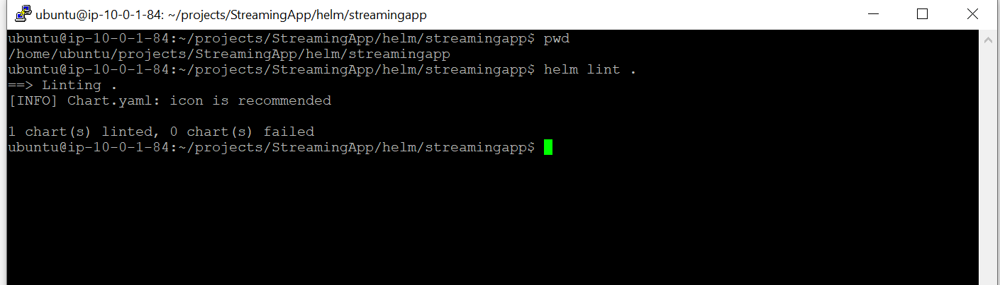 ubuntu@ip-10-0-1-84: ~/projects/StreamingApp/helm/streamingapp
ubuntu@ip-10-0-1-84:~/projects/StreamingApp/helm/streamingapp$ pwd
/home/ubuntu/projects/StreamingApp/helm/streamingapp
ubuntu@ip-10-0-1-84:~/projects/StreamingApp/helm/streamingapp$ helm lint .
==> Linting .
[INFO] Chart.yaml: icon is recommended
1 chart(s) linted, 0 chart(s) failed
ubuntu@ip-10-0-1-84:~/projects/StreamingApp/helm/streamingapp$